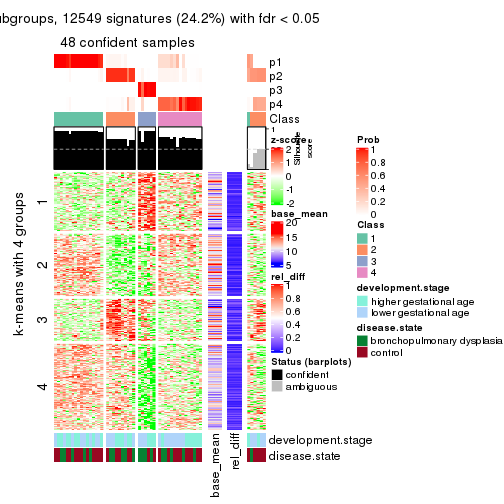 ubgroups, 12549 signatures (24.2%) with fdr < 0.05
48 confident samples
p1
p2
p3
p4
Class
1
Silhouette
score
z-score
2
1
0
-1
-2
base_mean
20
15
10
5
rel_diff
1
0.8
0.6
0.4
0.2
0
Status (barplots)
confident
ambiguous
Prob
1
0.8
0.6
0.4
0.2
0
Class
1
2
3
4
development.stage
higher gestational age
lower gestational age
disease.state
bronchopulmonary dysplasia
control
k-means with 4 groups
1
2
3
4
development.stage
disease.state
base_mean
rel_diff